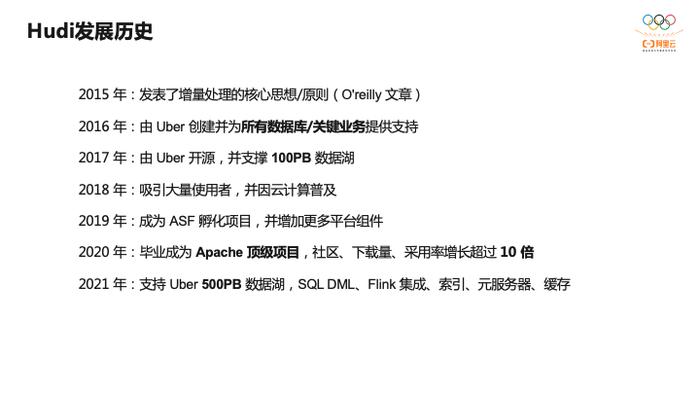 Hudi发展历史
阿里云
2015 年：发表了增量处理的核心思想/原则（O'reilly 文章）
2016 年：由 Uber 创建并为所有数据库/关键业务提供支持
2017 年：由 Uber 开源，并支撑 100PB 数据湖
2018 年：吸引大量使用者，并因云计算普及
2019 年：成为 ASF 孵化项目，并增加更多平台组件
2020 年：毕业成为 Apache 顶级项目，社区、下载量、采用率增长超过 10 倍
2021 年：支持 Uber 500PB 数据湖，SQL DML、Flink 集成、索引、元服务器、缓存